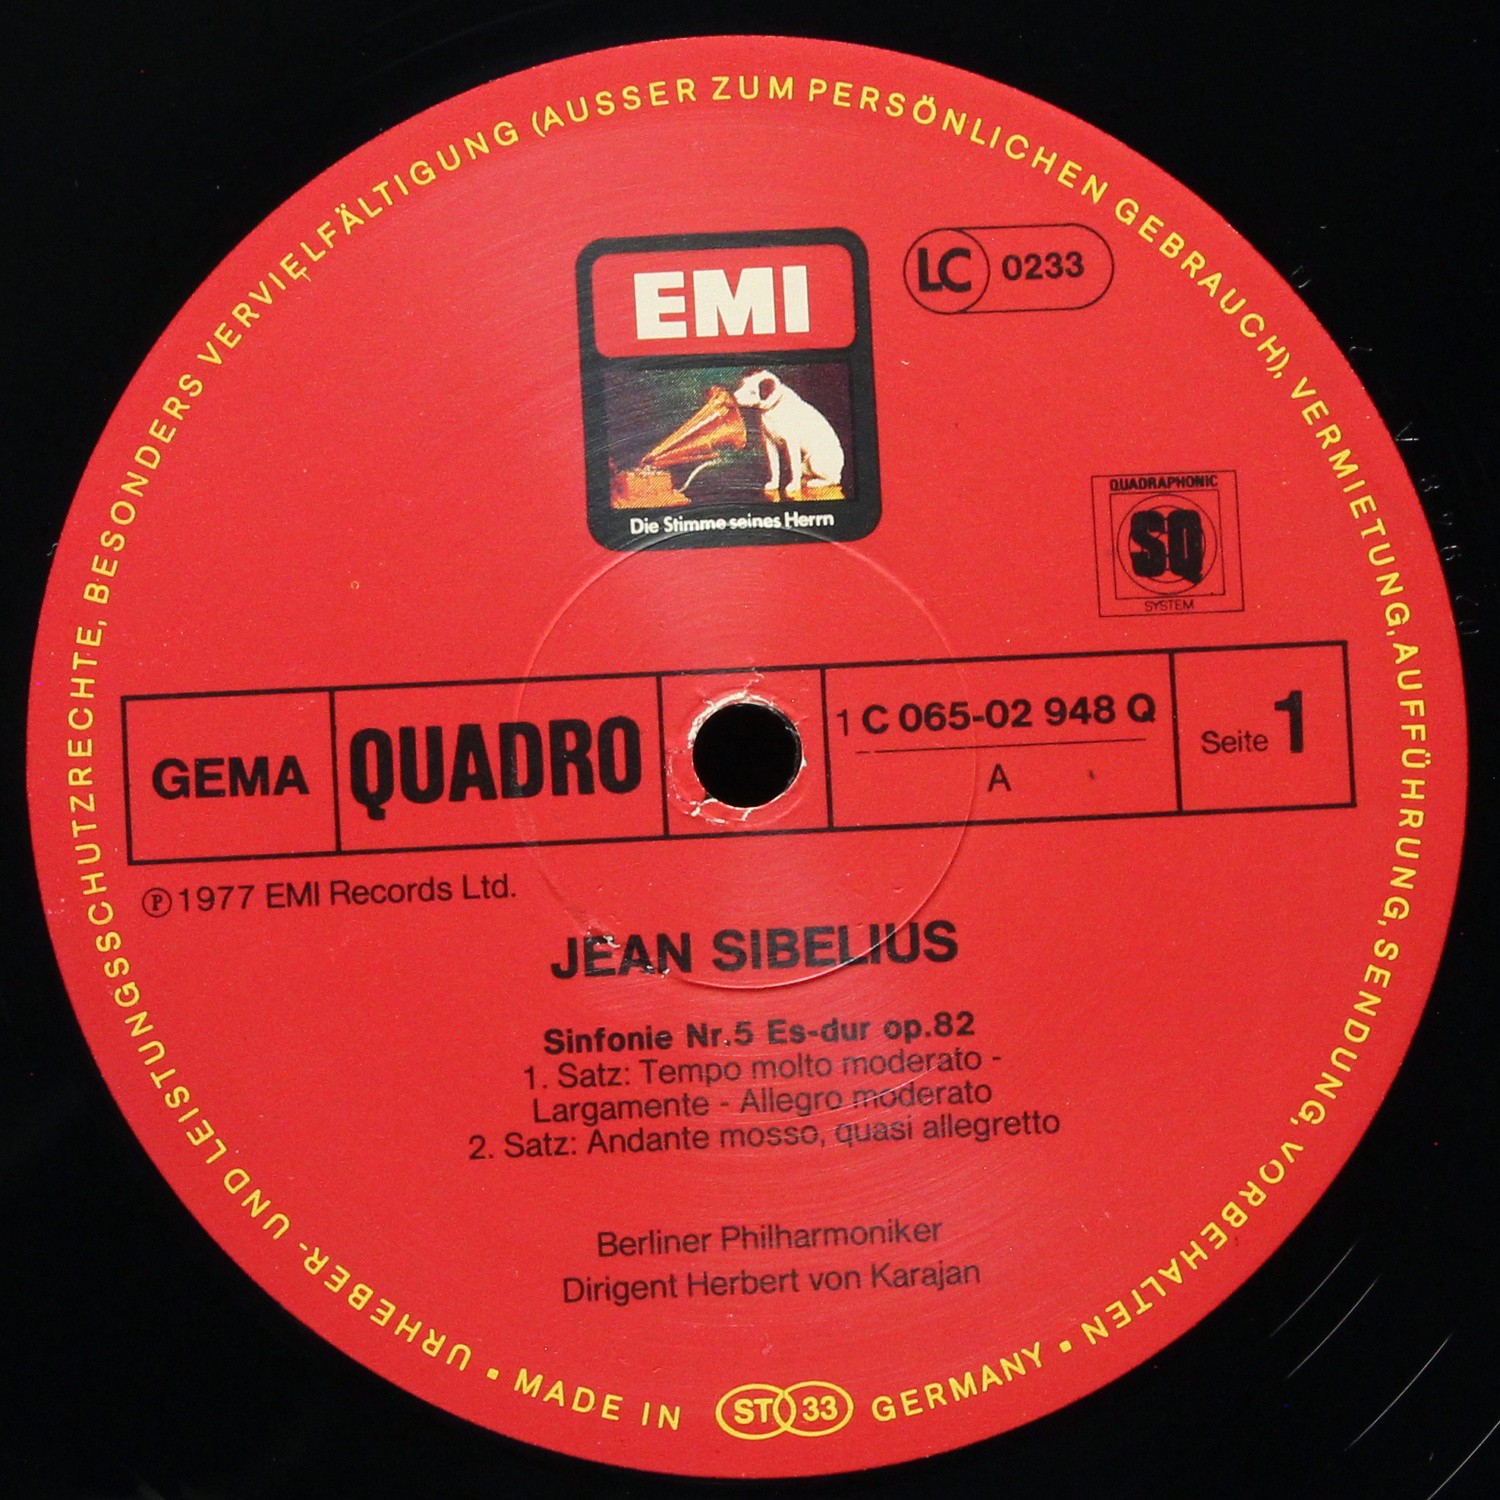 URHEBER- UND LEISTUNGSSCHUTZRECHTE, BESONDERS VERVIELFÄLTIGUNG (AUSSER ZUM PERSÖNLICHEN GEBRAUCH), VERMIETUNG, AUFFÜHRUNG, SENDUNG, VORBEHALTEN •
EMI
LC 0233
Die Stimme seines Herrn
QUADRAPHONIC
SQ
SYSTEM
GEMA
QUADRO
1 C 065-02 948 Q
A
Seite 1
Ⓟ 1977 EMI Records Ltd.
JEAN SIBELIUS
Sinfonie Nr.5 Es-dur op.82
1. Satz: Tempo molto moderato -
Largamente - Allegro moderato
2. Satz: Andante mosso, quasi allegretto
Berliner Philharmoniker
Dirigent Herbert von Karajan
• MADE IN ST 33 GERMANY